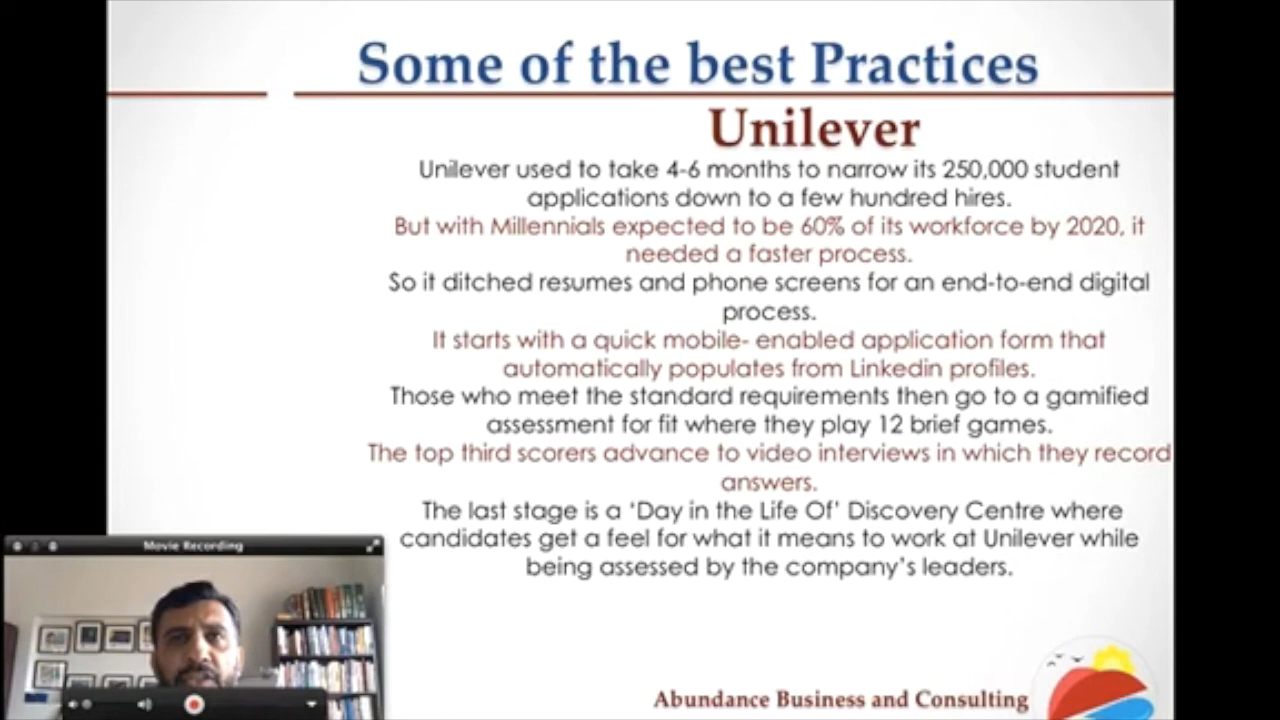 Some of the best Practices
Unilever
Unilever used to take 4-6 months to narrow its 250,000 student
applications down to a few hundred hires.
But with Millennials expected to be 60% of its workforce by 2020, it
needed a faster process.
So it ditched resumes and phone screens for an end-to-end digital
process.
It starts with a quick mobile- enabled application form that
automatically populates from Linkedin profiles.
Those who meet the standard requirements then go to a gamified
assessment for fit where they play 12 brief games.
The top third scorers advance to video interviews in which they record
answers.
The last stage is a ‘Day in the Life Of’ Discovery Centre where
candidates get a feel for what it means to work at Unilever while
being assessed by the company’s leaders.
Movie Recording
Abundance Business and Consulting